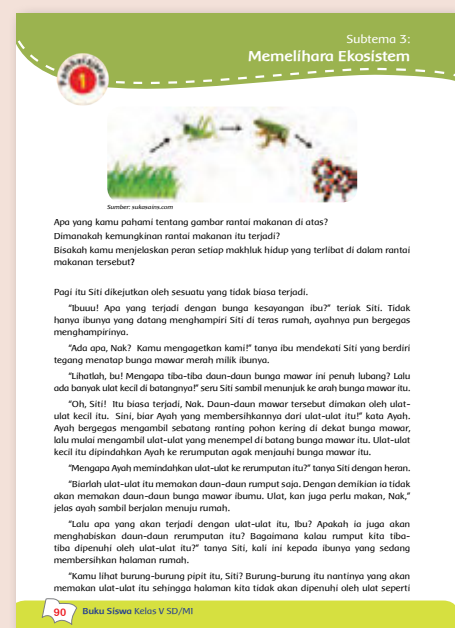 Subtema 3:
Memelihara Ekosistem
Pembelajaran
1
Sumber: sukasains.com
Apa yang kamu pahami tentang gambar rantai makanan di atas?
Dimanakah kemungkinan rantai makanan itu terjadi?
Bisakah kamu menjelaskan peran setiap makhluk hidup yang terlibat di dalam rantai
makanan tersebut?
Pagi itu Siti dikejutkan oleh sesuatu yang tidak biasa terjadi.
“Ibuuu! Apa yang terjadi dengan bunga kesayangan ibu?” teriak Siti. Tidak
hanya ibunya yang datang menghampiri Siti di teras rumah, ayahnya pun bergegas
menghampirinya.
“Ada apa, Nak? Kamu mengagetkan kami!” tanya ibu mendekati Siti yang berdiri
tegang menatap bunga mawar merah milik ibunya.
“Lihatlah, bu! Mengapa tiba-tiba daun-daun bunga mawar ini penuh lubang? Lalu
ada banyak ulat kecil di batangnya!” seru Siti sambil menunjuk ke arah bunga mawar itu.
“Oh, Siti! Itu biasa terjadi, Nak. Daun-daun mawar tersebut dimakan oleh ulat-
ulat kecil itu. Sini, biar Ayah yang membersihkannya dari ulat-ulat itu!” kata Ayah.
Ayah bergegas mengambil sebatang ranting pohon kering di dekat bunga mawar,
lalu mulai mengambil ulat-ulat yang menempel di batang bunga mawar itu. Ulat-ulat
kecil itu dipindahkan Ayah ke rerumputan agak menjauhi bunga mawar itu.
“Mengapa Ayah memindahkan ulat-ulat ke rerumputan itu?” tanya Siti dengan heran.
“Biarlah ulat-ulat itu memakan daun-daun rumput saja. Dengan demikian ia tidak
akan memakan daun-daun bunga mawar ibumu. Ulat, kan juga perlu makan, Nak,”
jelas ayah sambil berjalan menuju rumah.
“Lalu apa yang akan terjadi dengan ulat-ulat itu, Ibu? Apakah ia juga akan
menghabiskan daun-daun rerumputan itu? Bagaimana kalau rumput kita tiba-
tiba dipenuhi oleh ulat-ulat itu?” tanya Siti, kali ini kepada ibunya yang sedang
membersihkan halaman rumah.
“Kamu lihat burung-burung pipit itu, Siti? Burung-burung itu nantinya yang akan
memakan ulat-ulat itu sehingga halaman kita tidak akan dipenuhi oleh ulat seperti
90 Buku Siswa Kelas V SD/MI